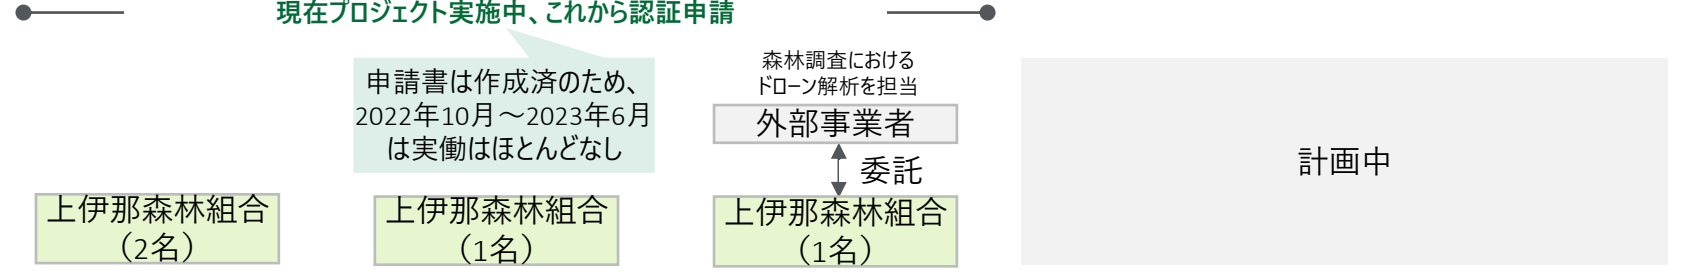 現在プロジェクト実施中、これから認証申請
申請書は作成済のため、
2022年10月～2023年6月
は実働はほとんどなし
森林調査における
ドローン解析を担当
外部事業者
委託
計画中
上伊那森林組合
（2名）
上伊那森林組合
（1名）
上伊那森林組合
（1名）